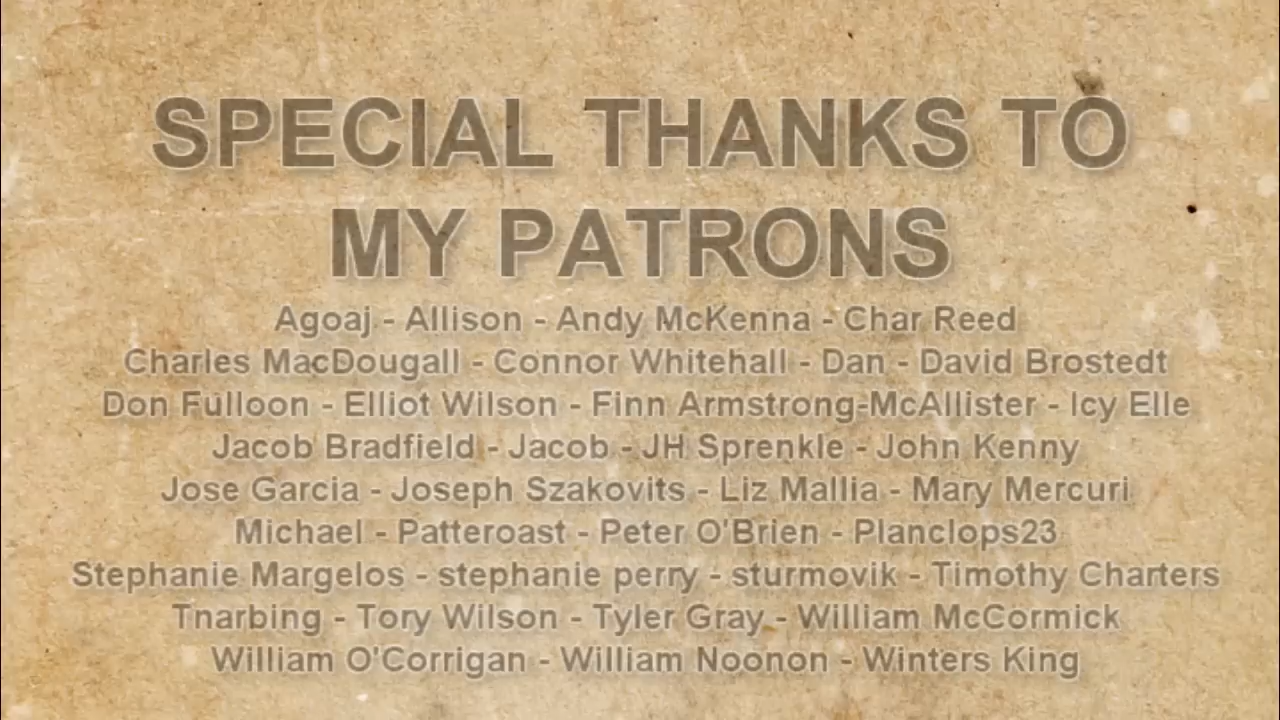 SPECIAL THANKS TO
MY PATRONS
Agoaj - Allison - Andy McKenna - Char Reed
Charles MacDougall - Connor Whitehall - Dan - David Brostedt
Don Fulloon - Elliot Wilson - Finn Armstrong-McAllister - Icy Elle
Jacob Bradfield - Jacob - JH Sprenkle - John Kenny
Jose Garcia - Joseph Szakovits - Liz Mallia - Mary Mercuri
Michael - Patteroast - Peter O'Brien - Planclops23
Stephanie Margelos - stephanie perry - sturmovik - Timothy Charters
Tnarbing - Tory Wilson - Tyler Gray - William McCormick
William O'Corrigan - William Noonon - Winters King